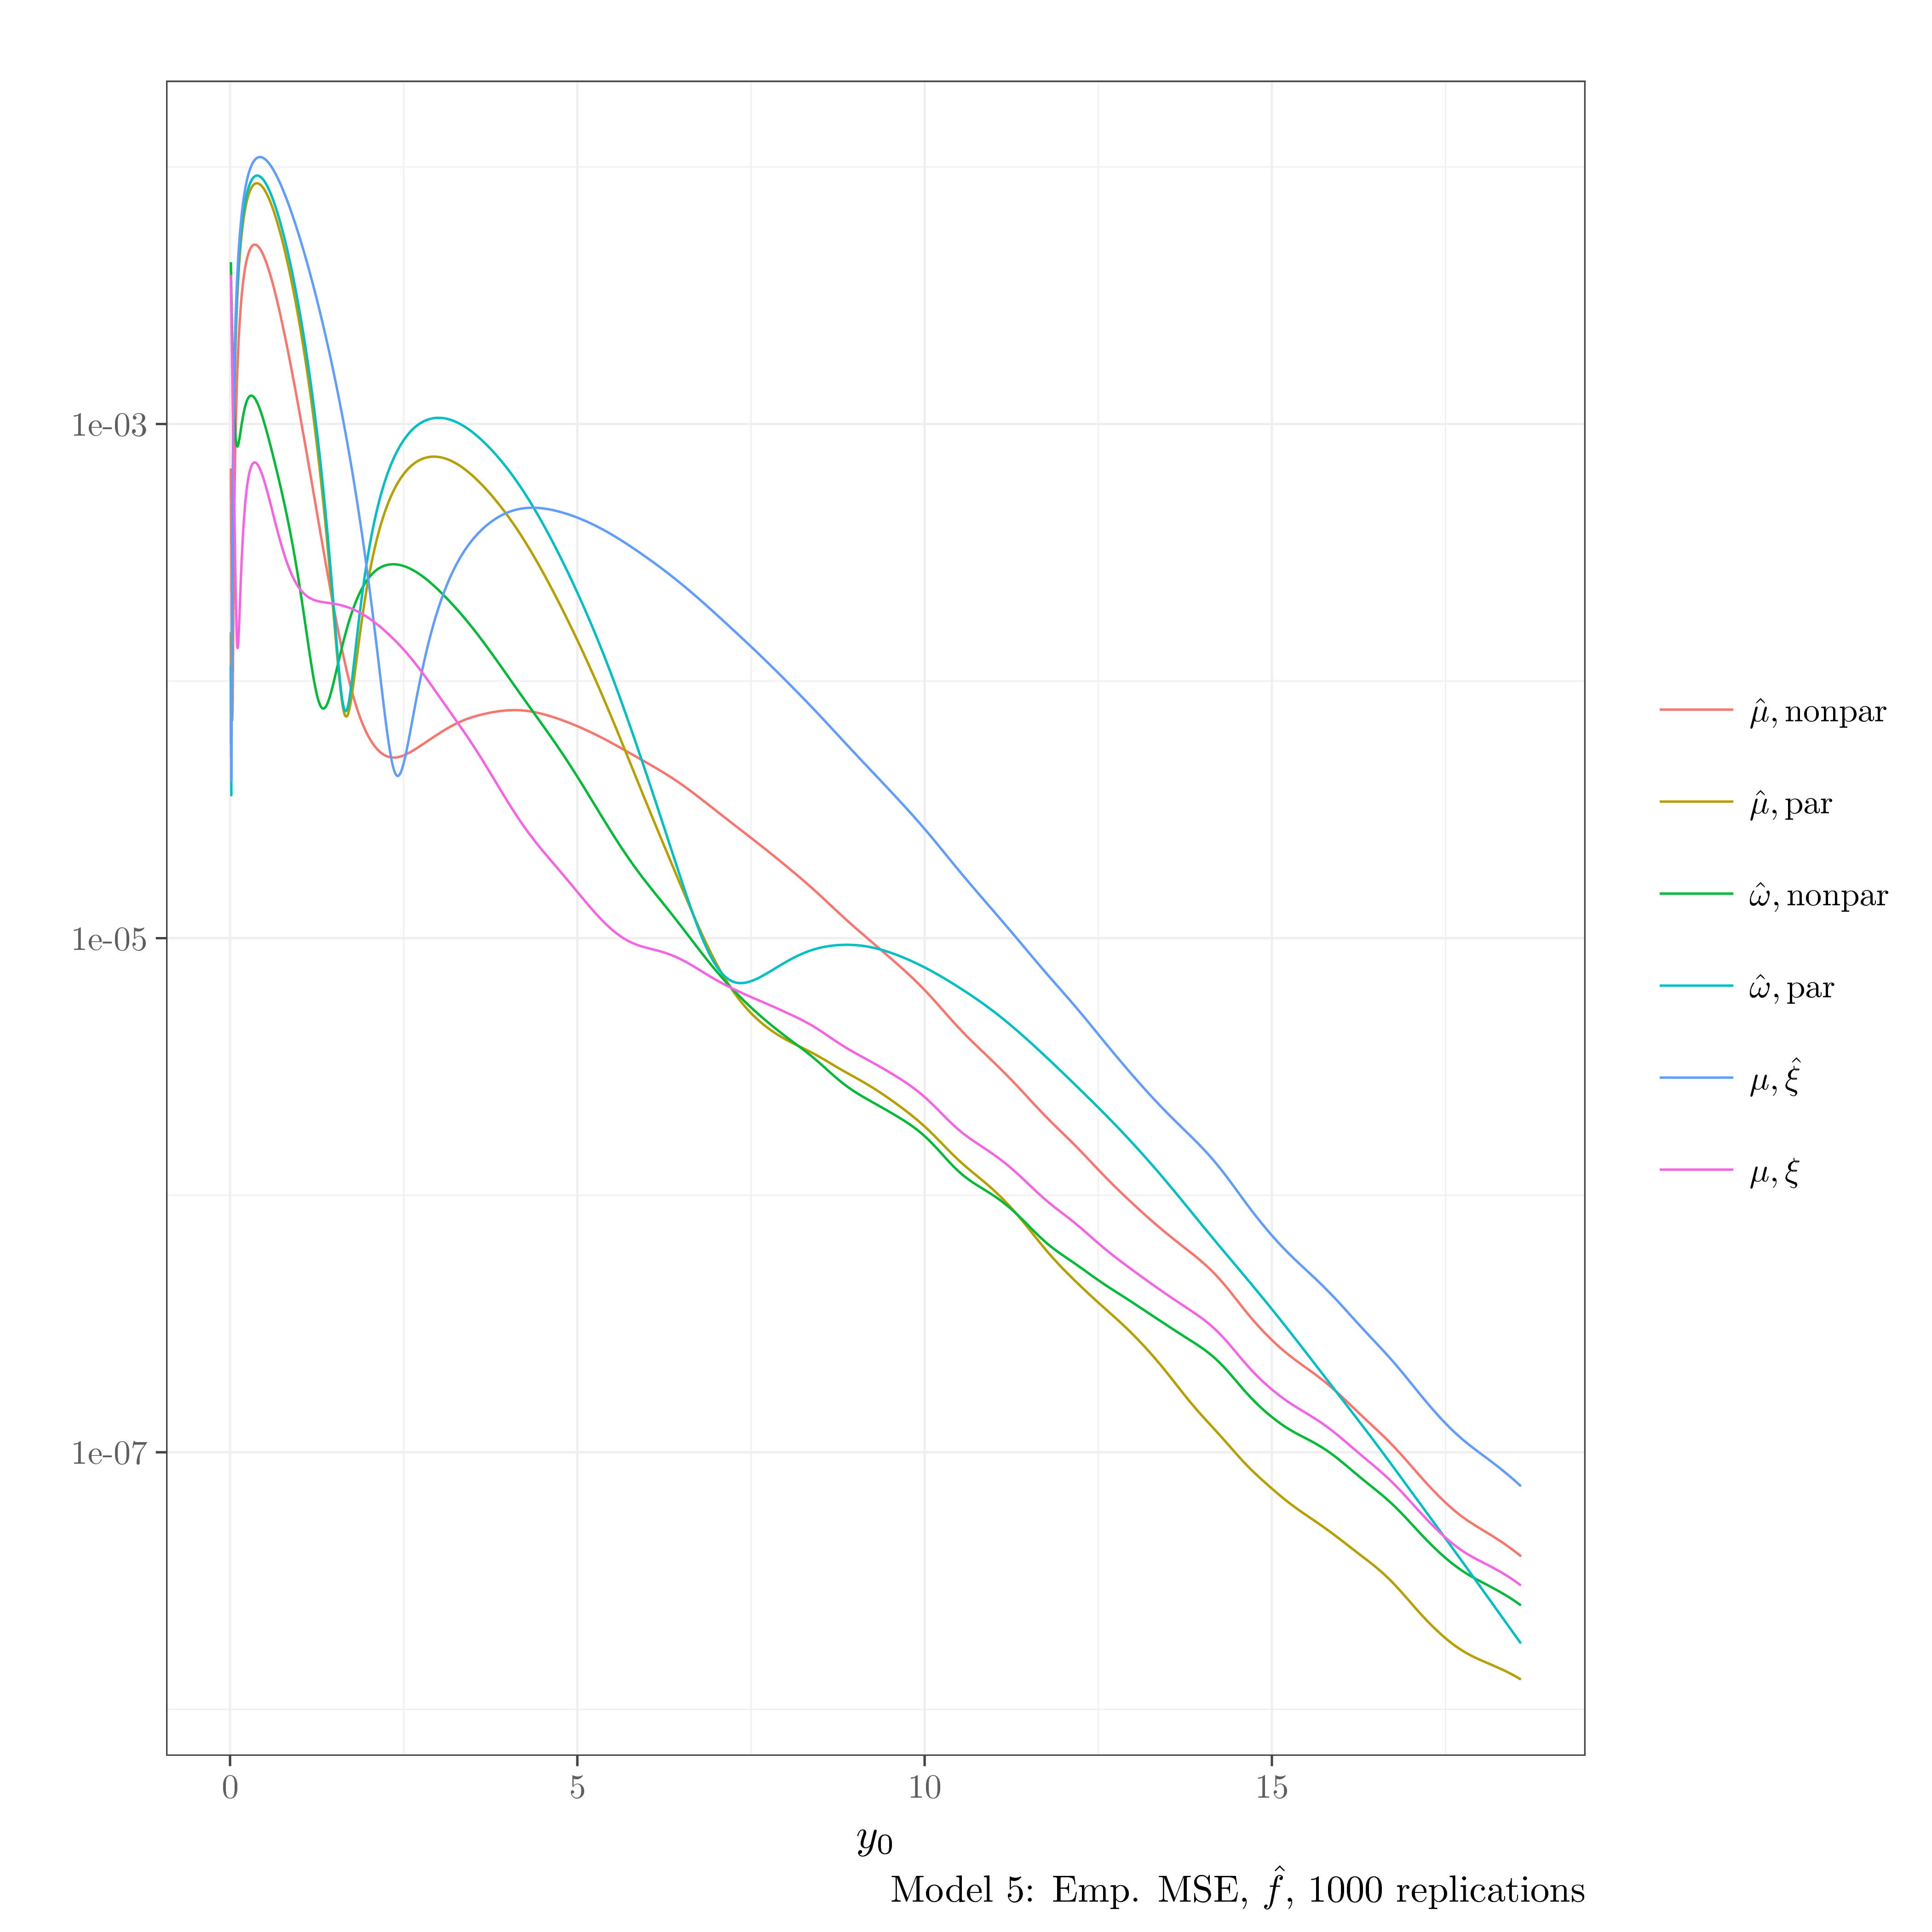 1e-03
1e-05
1e-07
0 5 10 15
y₀
μ̂, nonpar
μ̂, par
ω̂, nonpar
ω̂, par
μ, ξ̂
μ, ξ
Model 5: Emp. MSE, f̂, 1000 replications